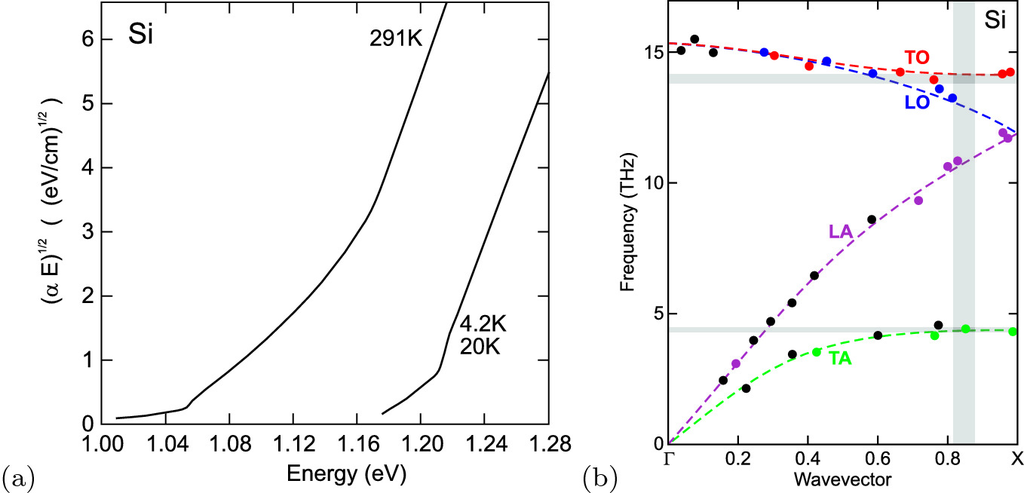 Si
291K
4.2K
20K
(α E)1/2 ( (eV/cm)1/2 )
6
5
4
3
2
1
0
1.00
1.04
1.08
1.12
1.16
1.20
1.24
1.28
Energy (eV)
(a)
Si
TO
LO
LA
TA
Frequency (THz)
15
10
5
0
Γ
0.2
0.4
0.6
0.8
X
Wavevector
(b)